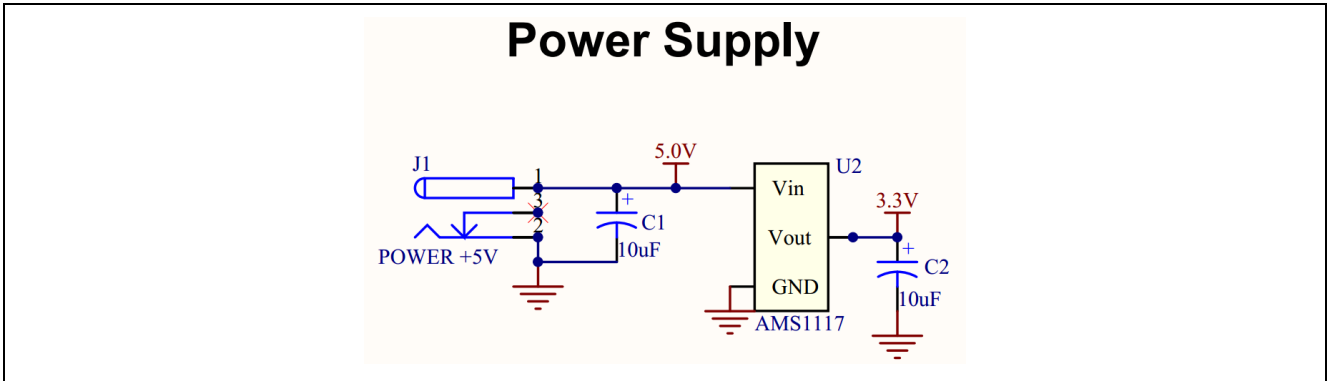 Power Supply
5.0V
J1
1
U2
Vin
3
+
3.3V
C1
2
Vout
10uF
+
POWER +5V
C2
GND
10uF
AMS1117